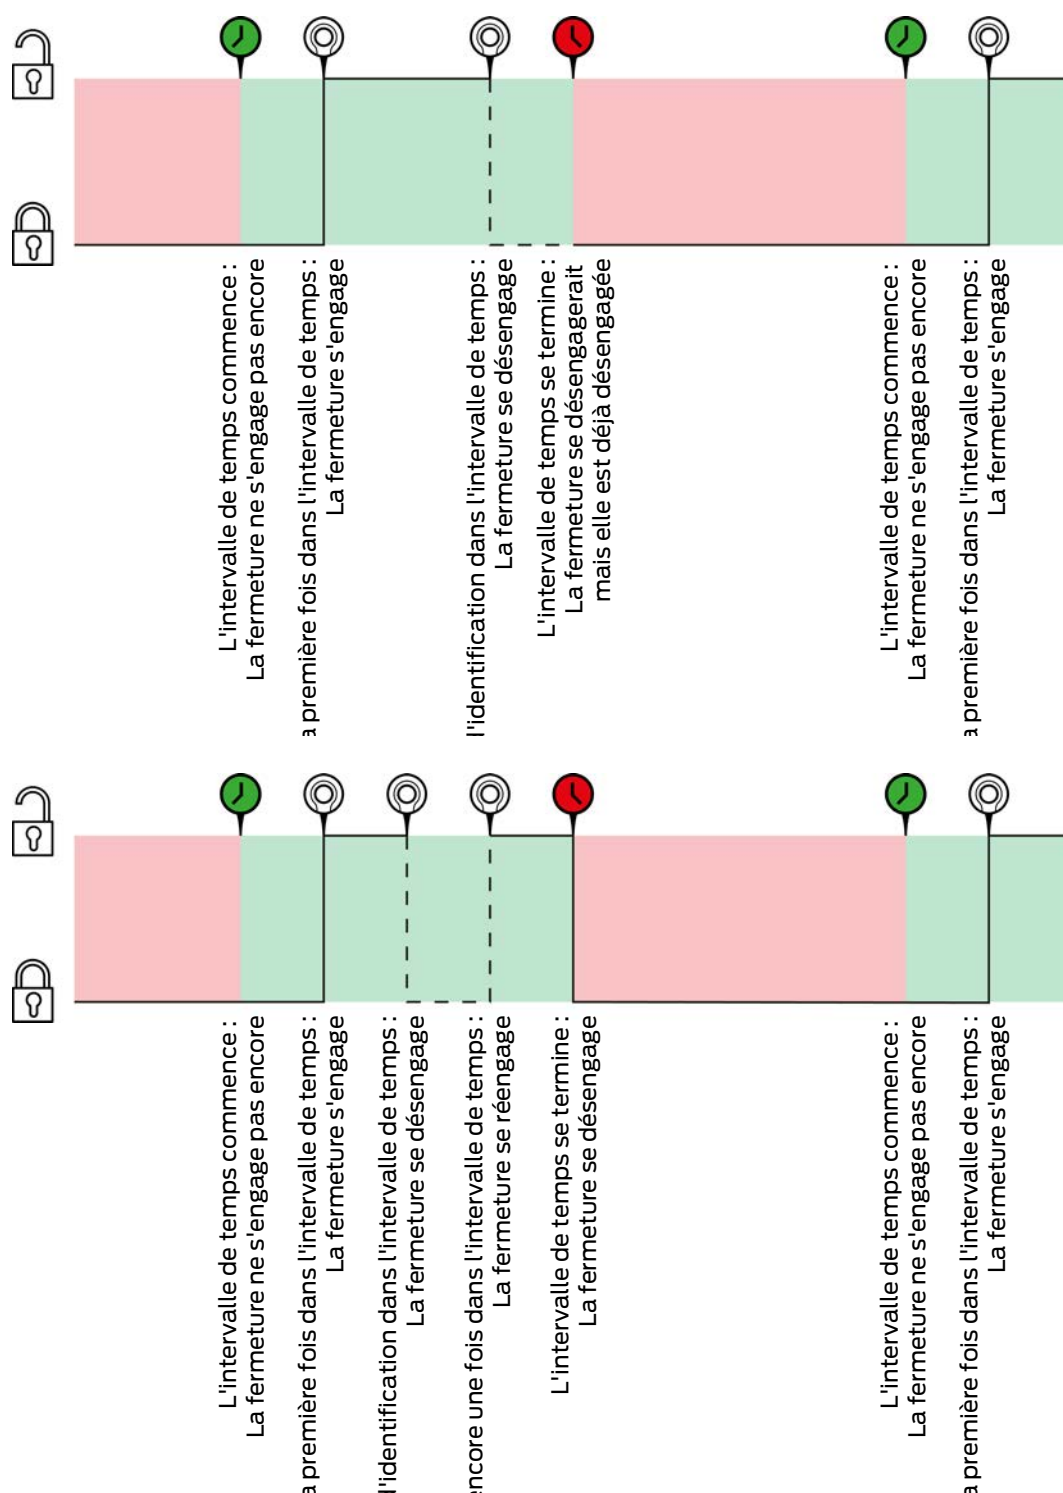 L'intervalle de temps commence :
La fermeture ne s'engage pas encore
a première fois dans l'intervalle de temps :
La fermeture s'engage
l'identification dans l'intervalle de temps :
La fermeture se désengage
L'intervalle de temps se termine :
La fermeture se désengagerait
mais elle est déjà désengagée
L'intervalle de temps commence :
La fermeture ne s'engage pas encore
a première fois dans l'intervalle de temps :
La fermeture s'engage
L'intervalle de temps commence :
La fermeture ne s'engage pas encore
a première fois dans l'intervalle de temps :
La fermeture s'engage
l'identification dans l'intervalle de temps :
La fermeture se désengage
encore une fois dans l'intervalle de temps :
La fermeture se réengage
L'intervalle de temps se termine :
La fermeture se désengage
L'intervalle de temps commence :
La fermeture ne s'engage pas encore
a première fois dans l'intervalle de temps :
La fermeture s'engage